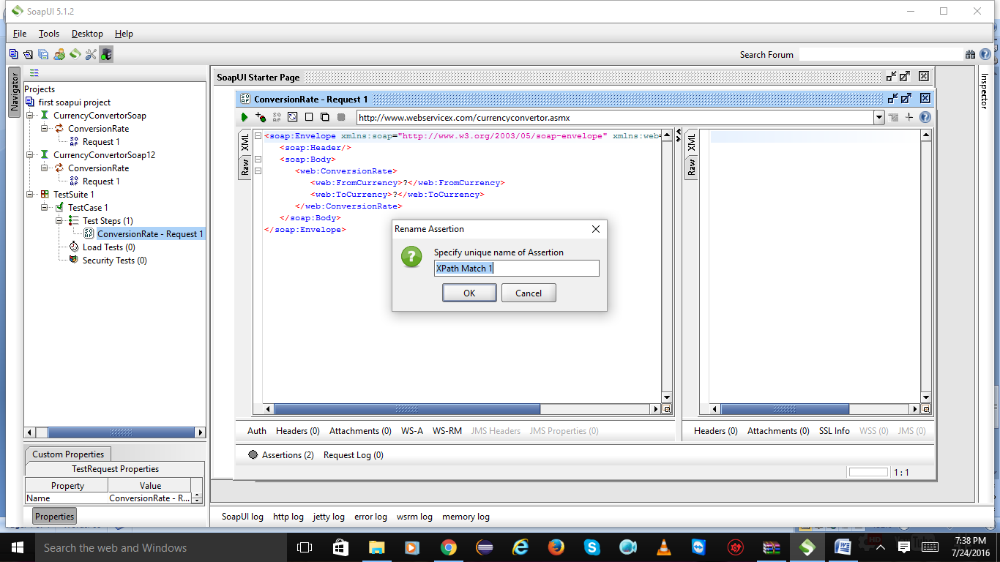 SoapUI 5.1.2
File Tools Desktop Help
Search Forum
Navigator
Projects
first soapui project
CurrencyConvertorSoap
ConversionRate
Request 1
CurrencyConvertorSoap12
ConversionRate
Request 1
TestSuite 1
TestCase 1
Test Steps (1)
ConversionRate - Request 1
Load Tests (0)
Security Tests (0)
Custom Properties
TestRequest Properties
Property Value
Name ConversionRate - R...
Properties
SoapUI Starter Page
ConversionRate - Request 1
http://www.webservicex.com/currencyconvertor.asmx
XML
Raw
<soap:Envelope xmlns:soap="http://www.w3.org/2003/05/soap-envelope" xmlns:web=
<soap:Header/>
<soap:Body>
<web:ConversionRate>
<web:FromCurrency>?</web:FromCurrency>
<web:ToCurrency>?</web:ToCurrency>
</web:ConversionRate>
</soap:Body>
</soap:Envelope>
Rename Assertion
Specify unique name of Assertion
XPath Match 1
OK Cancel
XML
Raw
Inspector
Auth Headers (0) Attachments (0) WS-A WS-RM JMS Headers JMS Properties (0)
Headers (0) Attachments (0) SSL Info WSS (0) JMS (0)
Assertions (2) Request Log (0)
1 : 1
SoapUI log http log jetty log error log wsrm log memory log
Search the web and Windows
7:38 PM
7/24/2016